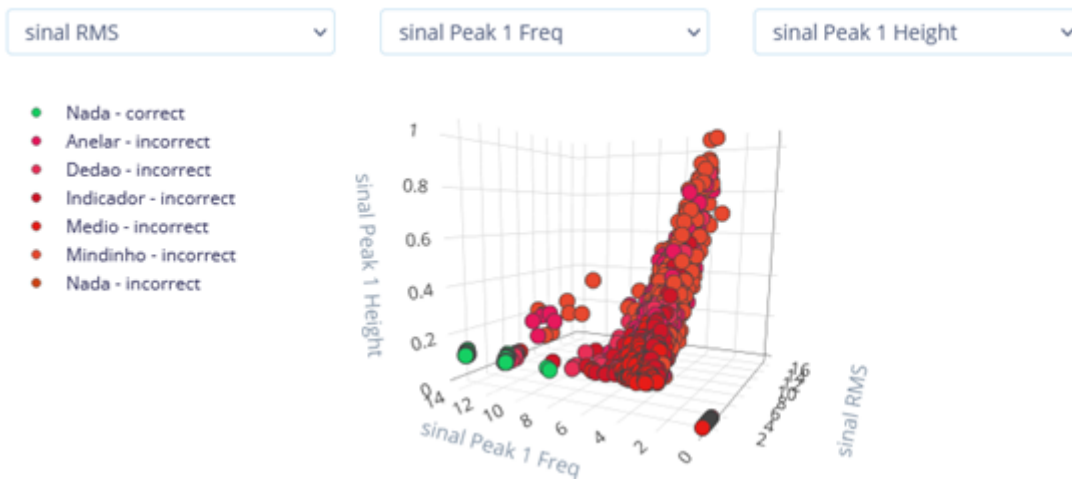 sinal RMS
sinal Peak 1 Freq
sinal Peak 1 Height
Nada - correct
Anelar - incorrect
Dedao - incorrect
Indicador - incorrect
Medio - incorrect
Mindinho - incorrect
Nada - incorrect
sinal Peak 1 Height
1
0.8
0.6
0.4
0.2
0
14
12
10
8
6
4
2
0
sinal Peak 1 Freq
16
2
sinal RMS